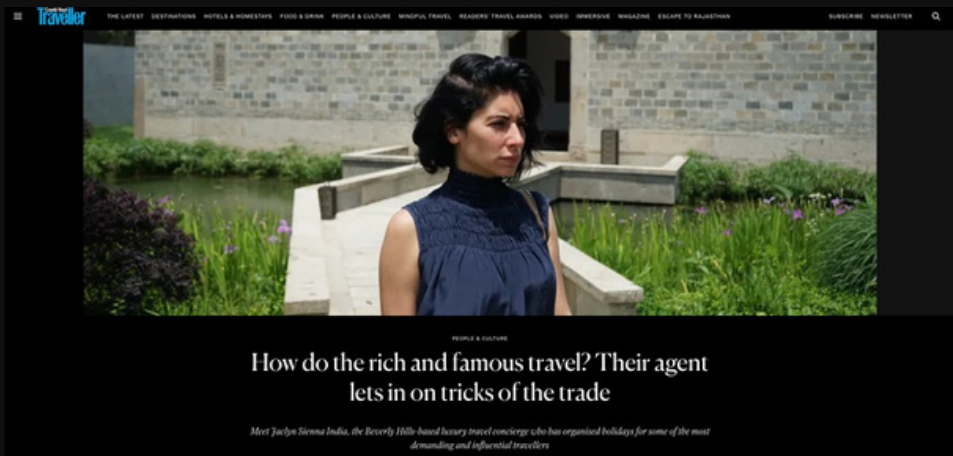 Condé Nast
Traveller
THE LATEST DESTINATIONS HOTELS & HOMESTAYS FOOD & DRINK PEOPLE & CULTURE MINDFUL TRAVEL READERS' TRAVEL AWARDS VIDEO IMMERSIVE MAGAZINE ESCAPE TO RAJASTHAN SUBSCRIBE NEWSLETTER
PEOPLE & CULTURE
How do the rich and famous travel? Their agent
lets in on tricks of the trade
Meet Jaclyn Sienna India, the Beverly Hills-based luxury travel concierge who has organised holidays for some of the most
demanding and influential travellers